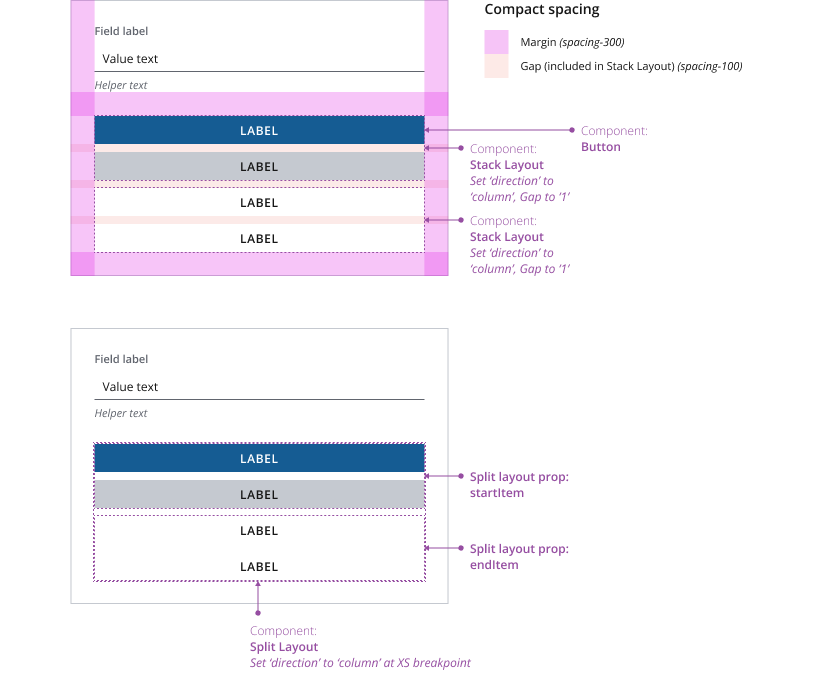 Compact spacing
Margin (spacing-300)
Gap (included in Stack Layout) (spacing-100)
Field label
Value text
Helper text
LABEL
LABEL
LABEL
LABEL
Component:
Button
Component:
Stack Layout
Set ‘direction’ to
‘column’, Gap to ‘1’
Component:
Stack Layout
Set ‘direction’ to
‘column’, Gap to ‘1’
Field label
Value text
Helper text
LABEL
LABEL
LABEL
LABEL
Split layout prop:
startItem
Split layout prop:
endItem
Component:
Split Layout
Set ‘direction’ to ‘column’ at XS breakpoint